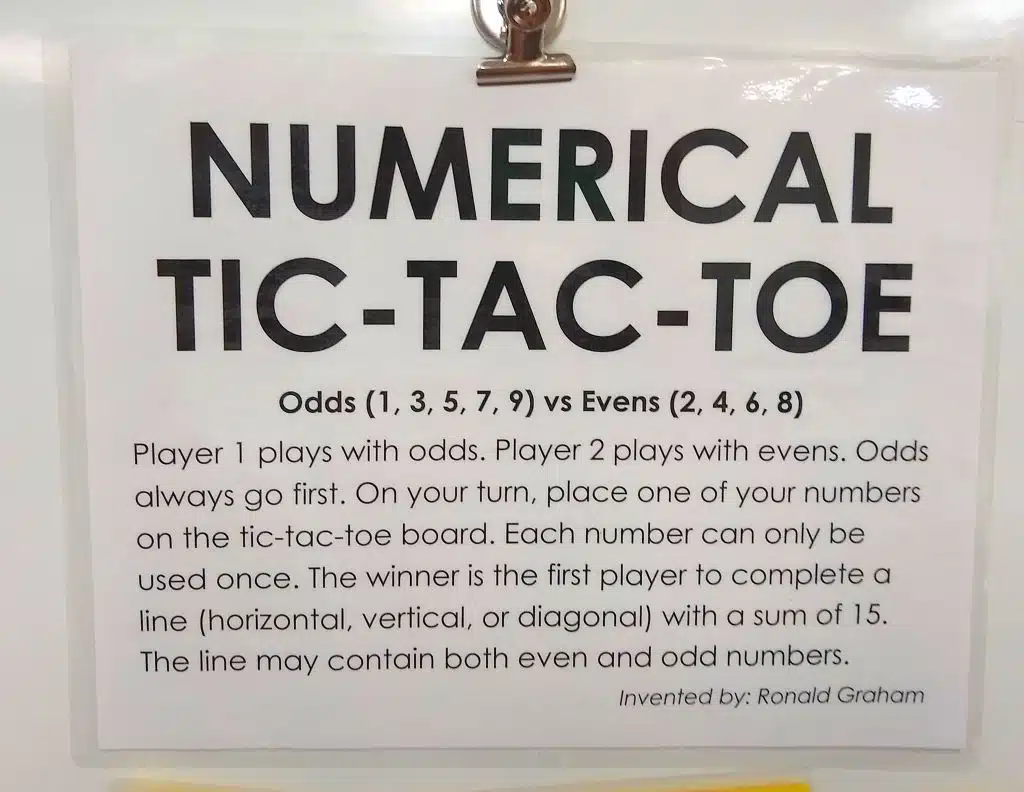 NUMERICAL
TIC-TAC-TOE
Odds (1, 3, 5, 7, 9) vs Evens (2, 4, 6, 8)
Player 1 plays with odds. Player 2 plays with evens. Odds
always go first. On your turn, place one of your numbers
on the tic-tac-toe board. Each number can only be
used once. The winner is the first player to complete a
line (horizontal, vertical, or diagonal) with a sum of 15.
The line may contain both even and odd numbers.
Invented by: Ronald Graham